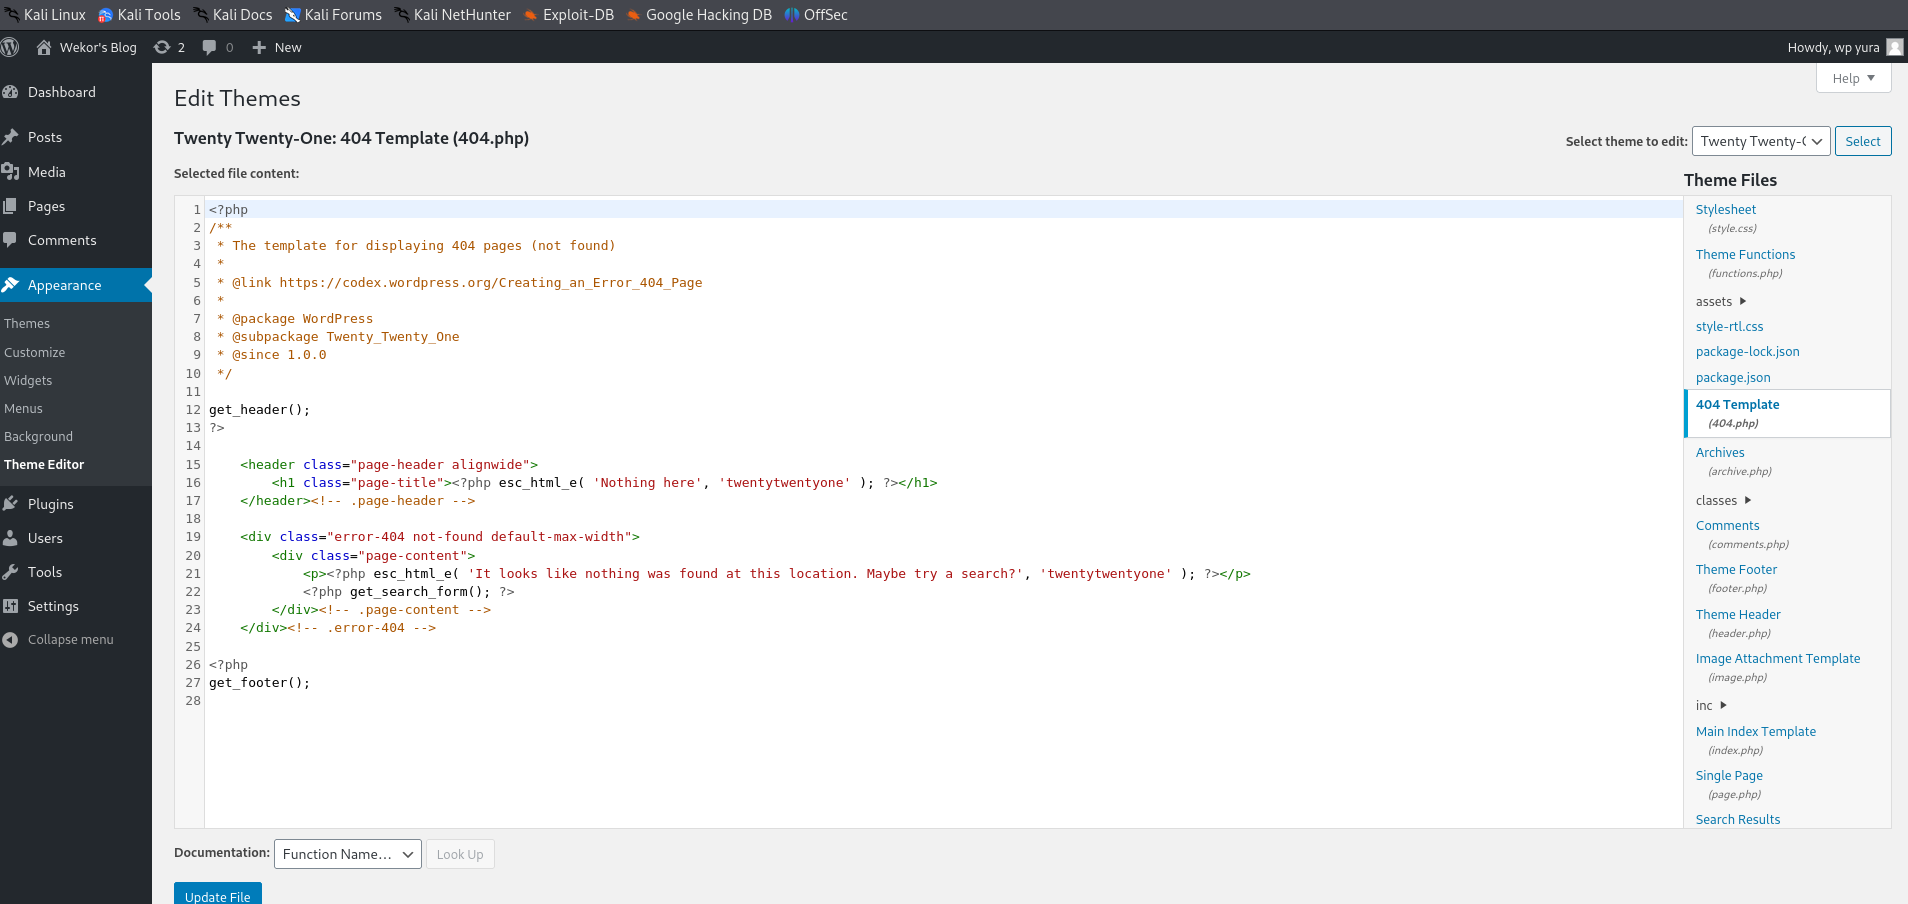 Kali Linux Kali Tools Kali Docs Kali Forums Kali NetHunter Exploit-DB Google Hacking DB OffSec
Wekor's Blog 2 0 New Howdy, wp yura
Help
Dashboard
Posts
Media
Pages
Comments
Appearance
Themes
Customize
Widgets
Menus
Background
Theme Editor
Plugins
Users
Tools
Settings
Collapse menu
Edit Themes
Twenty Twenty-One: 404 Template (404.php)
Select theme to edit: Twenty Twenty-( Select
Selected file content:
1 <?php
2 /**
3 * The template for displaying 404 pages (not found)
4 *
5 * @link https://codex.wordpress.org/Creating_an_Error_404_Page
6 *
7 * @package WordPress
8 * @subpackage Twenty_Twenty_One
9 * @since 1.0.0
10 */
11
12 get_header();
13 ?>
14
15 <header class="page-header alignwide">
16 <h1 class="page-title"><?php esc_html_e( 'Nothing here', 'twentytwentyone' ); ?></h1>
17 </header><!-- .page-header -->
18
19 <div class="error-404 not-found default-max-width">
20 <div class="page-content">
21 <p><?php esc_html_e( 'It looks like nothing was found at this location. Maybe try a search?', 'twentytwentyone' ); ?></p>
22 <?php get_search_form(); ?>
23 </div><!-- .page-content -->
24 </div><!-- .error-404 -->
25
26 <?php
27 get_footer();
28
Theme Files
Stylesheet
(style.css)
Theme Functions
(functions.php)
assets
style-rtl.css
package-lock.json
package.json
404 Template
(404.php)
Archives
(archive.php)
classes
Comments
(comments.php)
Theme Footer
(footer.php)
Theme Header
(header.php)
Image Attachment Template
(image.php)
inc
Main Index Template
(index.php)
Single Page
(page.php)
Search Results
Documentation: Function Name... Look Up
Update File